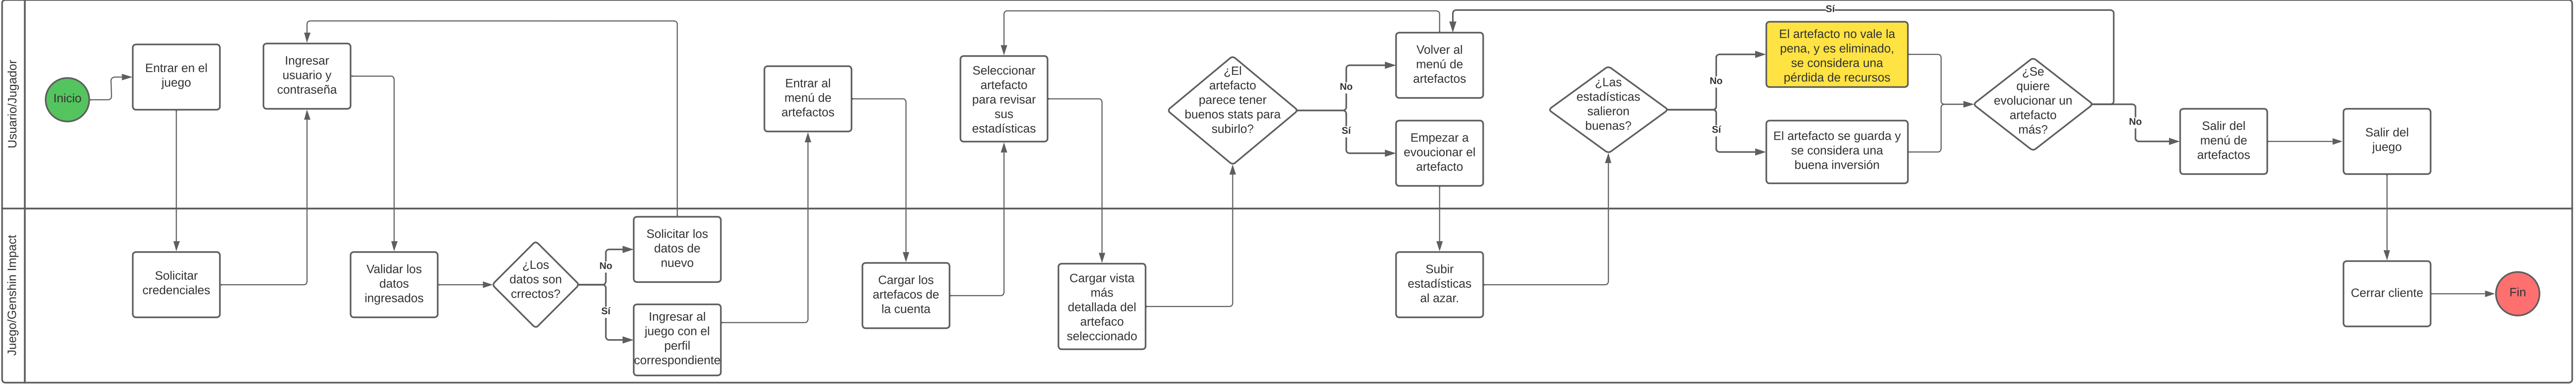 Usuario/Jugador
Inicio
Entrar en el
juego
Ingresar
usuario y
contraseña
Entrar al
menú de
artefactos
Seleccionar
artefacto
para revisar
sus
estadísticas
¿El
artefacto
parece tener
buenos stats para
subirlo?
No
Sí
Volver al
menú de
artefactos
Empezar a
evoucionar el
artefacto
¿Las
estadísticas
salieron
buenas?
No
Sí
El artefacto no vale la
pena, y es eliminado,
se considera una
pérdida de recursos
El artefacto se guarda y
se considera una
buena inversión
Sí
¿Se
quiere
evolucionar un
artefacto
más?
No
Salir del
menú de
artefactos
Salir del
juego
Juego/Genshin Impact
Solicitar
credenciales
Validar los
datos
ingresados
¿Los
datos son
crrectos?
No
Sí
Solicitar los
datos de
nuevo
Ingresar al
juego con el
perfil
correspondiente
Cargar los
artefacos de
la cuenta
Cargar vista
más
detallada del
artefaco
seleccionado
Subir
estadísticas
al azar.
Cerrar cliente
Fin